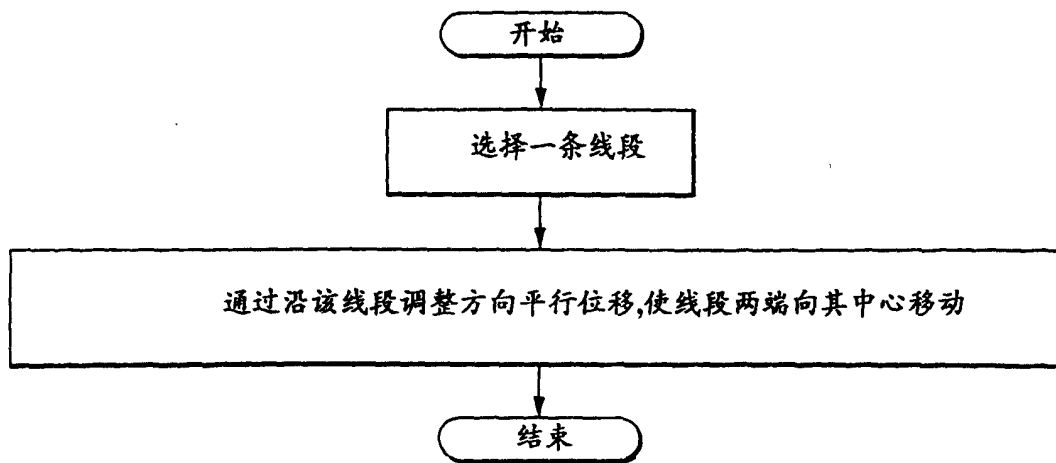 开始
选择一条线段
通过沿该线段调整方向平行位移,使线段两端向其中心移动
结束